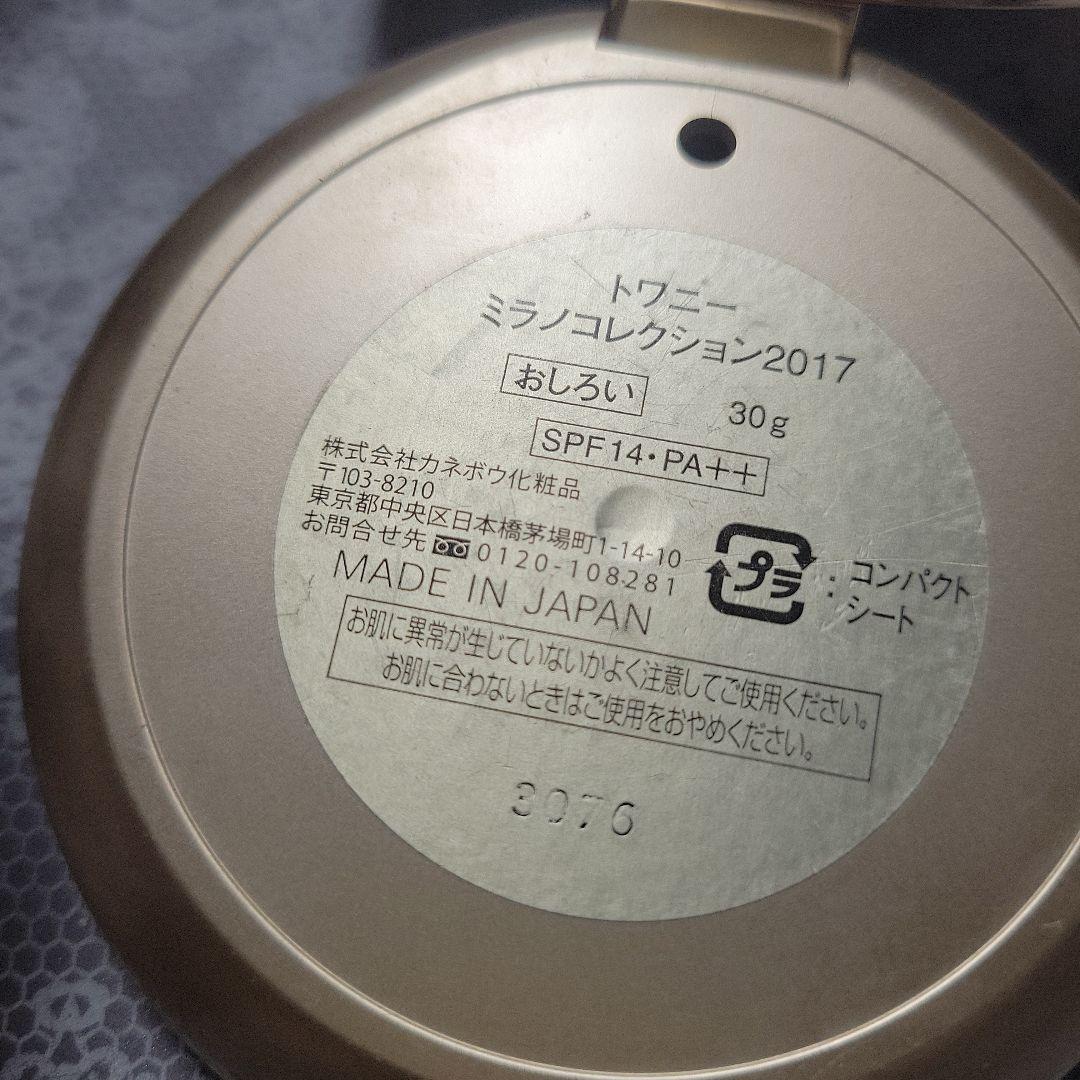 トワニー
ミラノコレクション2017
おしろい 30g
SPF14・PA++
株式会社カネボウ化粧品
〒103-8210
東京都中央区日本橋茅場町1-14-10
お問合せ先 0120-108281
プラ : コンパクト
: シート
MADE IN JAPAN
お肌に異常が生じていないかよく注意してご使用ください。
お肌に合わないときはご使用をおやめください。
3076